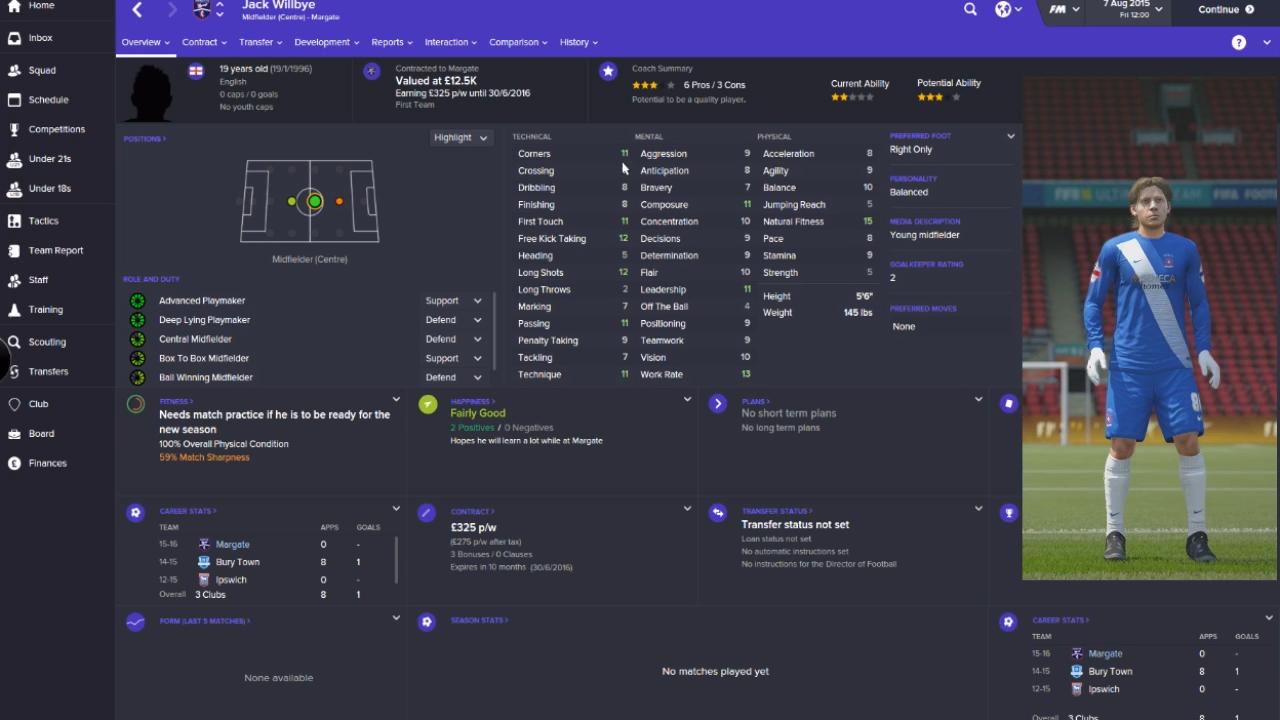 Home
Inbox
Squad
Schedule
Competitions
Under 21s
Under 18s
Tactics
Team Report
Staff
Training
Scouting
Transfers
Club
Board
Finances
Jack Willbye
Midfielder (Centre) - Margate
FM
7 Aug 2015
Fri 12:00
Continue
Overview Contract Transfer Development Reports Interaction Comparison History
?
19 years old (19/1/1996)
English
0 caps / 0 goals
No youth caps
Contracted to Margate
Valued at £12.5K
Earning £325 p/w until 30/6/2016
First Team
Coach Summary
6 Pros / 3 Cons
Potential to be a quality player.
Current Ability
Potential Ability
POSITIONS >
Highlight
Midfielder (Centre)
ROLE AND DUTY
Advanced Playmaker Support
Deep Lying Playmaker Defend
Central Midfielder Defend
Box To Box Midfielder Support
Ball Winning Midfielder Defend
TECHNICAL
Corners 11
Crossing
Dribbling 8
Finishing 8
First Touch 11
Free Kick Taking 12
Heading 5
Long Shots 12
Long Throws 2
Marking 7
Passing 11
Penalty Taking 9
Tackling 7
Technique 11
MENTAL
Aggression 9
Anticipation 8
Bravery 7
Composure 11
Concentration 10
Decisions 9
Determination 9
Flair 10
Leadership 11
Off The Ball 4
Positioning 9
Teamwork 9
Vision 10
Work Rate 13
PHYSICAL
Acceleration 8
Agility 9
Balance 10
Jumping Reach 5
Natural Fitness 15
Pace 8
Stamina 9
Strength 5
Height 5'6"
Weight 145 lbs
PREFERRED FOOT
Right Only
PERSONALITY
Balanced
MEDIA DESCRIPTION
Young midfielder
GOALKEEPER RATING
2
PREFERRED MOVES
None
FITNESS >
Needs match practice if he is to be ready for the
new season
100% Overall Physical Condition
59% Match Sharpness
HAPPINESS >
Fairly Good
2 Positives / 0 Negatives
Hopes he will learn a lot while at Margate
PLANS >
No short term plans
No long term plans
CAREER STATS >
TEAM APPS GOALS
15-16 Margate 0 -
14-15 Bury Town 8 1
12-15 Ipswich 0 -
Overall 3 Clubs 8 1
CONTRACT >
£325 p/w
(£275 p/w after tax)
3 Bonuses / 0 Clauses
Expires in 10 months (30/6/2016)
TRANSFER STATUS >
Transfer status not set
Loan status not set
No automatic instructions set
No instructions for the Director of Football
FORM (LAST 5 MATCHES) >
None available
SEASON STATS >
No matches played yet
CAREER STATS >
TEAM APPS GOALS
15-16 Margate 0 -
14-15 Bury Town 8 1
12-15 Ipswich 0 -
Overall 3 Clubs 8 1